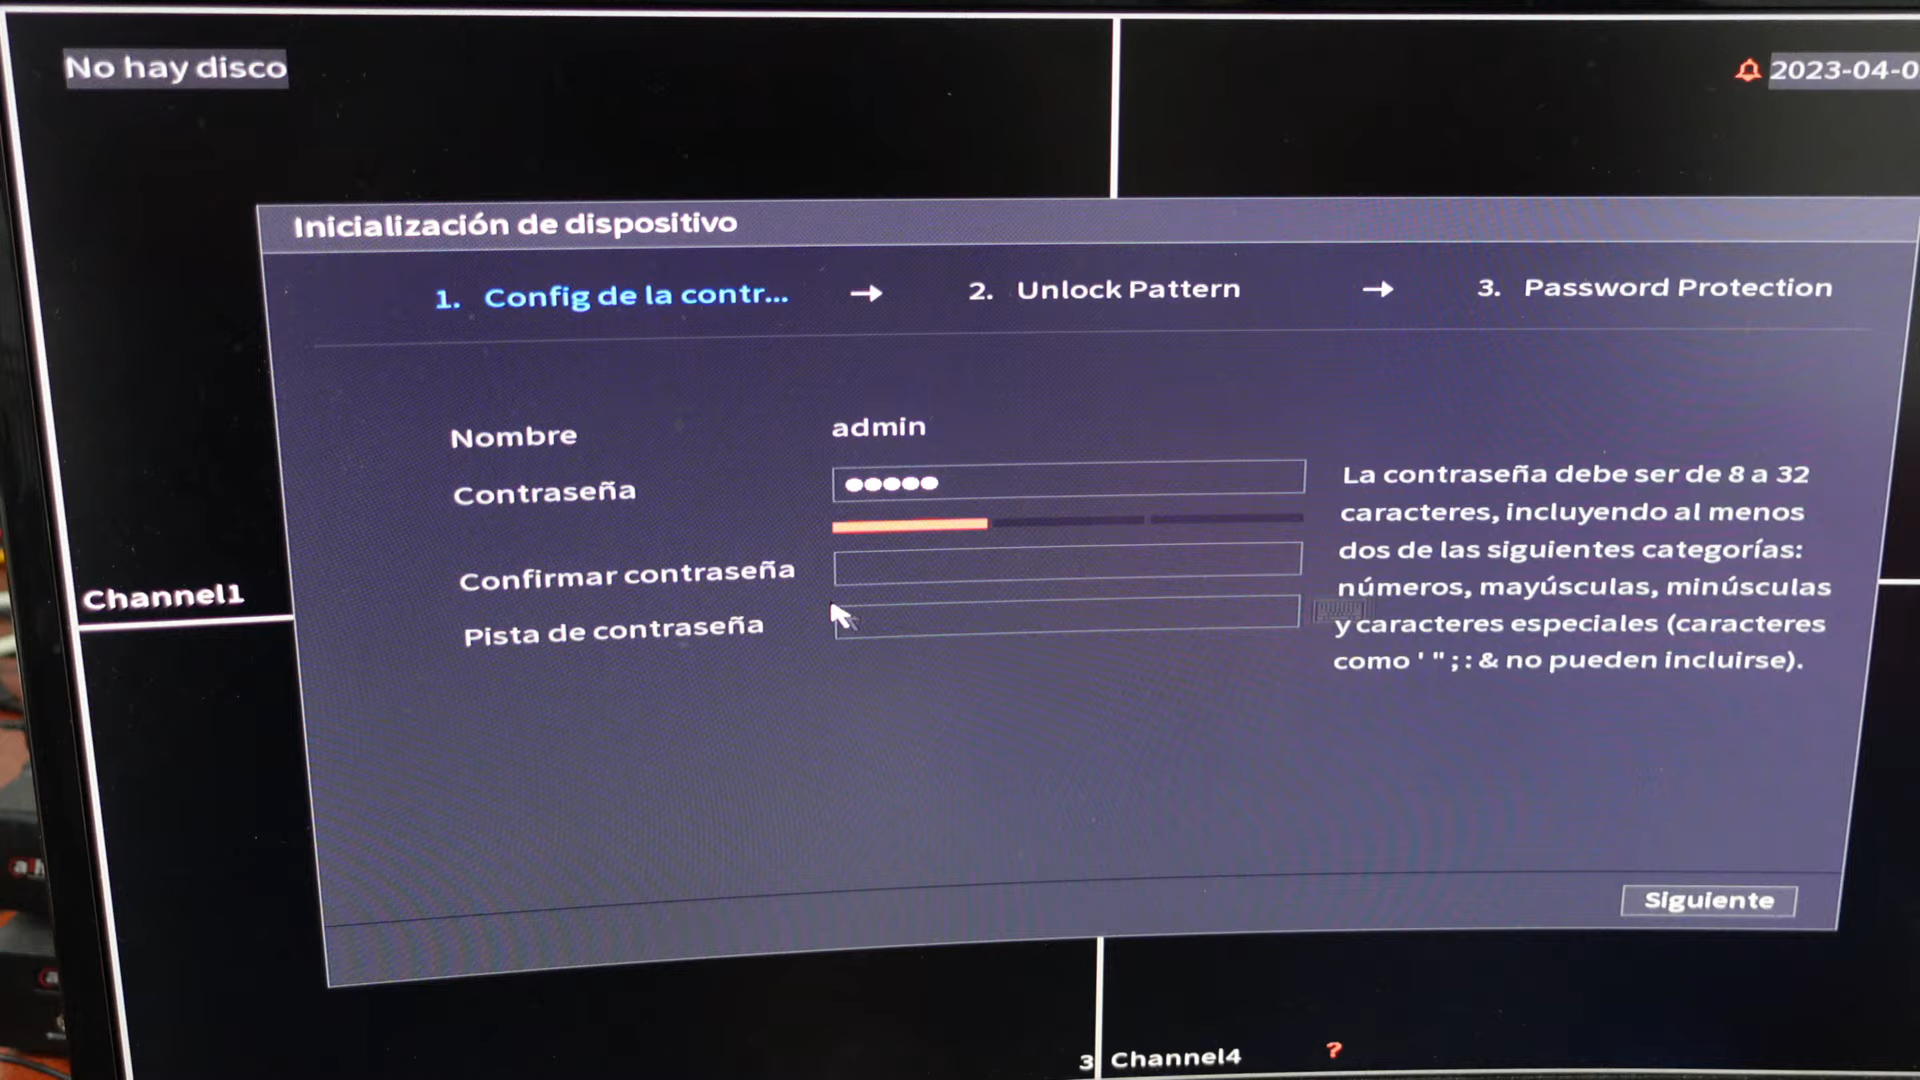 No hay disco
2023-04-0
Inicialización de dispositivo
1. Config de la contr... → 2. Unlock Pattern → 3. Password Protection
Nombre admin
Contraseña ●●●●●
Confirmar contraseña
Pista de contraseña
La contraseña debe ser de 8 a 32
caracteres, incluyendo al menos
dos de las siguientes categorías:
números, mayúsculas, minúsculas
y caracteres especiales (caracteres
como ' " ; : & no pueden incluirse).
Channel1
Siguiente
3
Channel4 ?